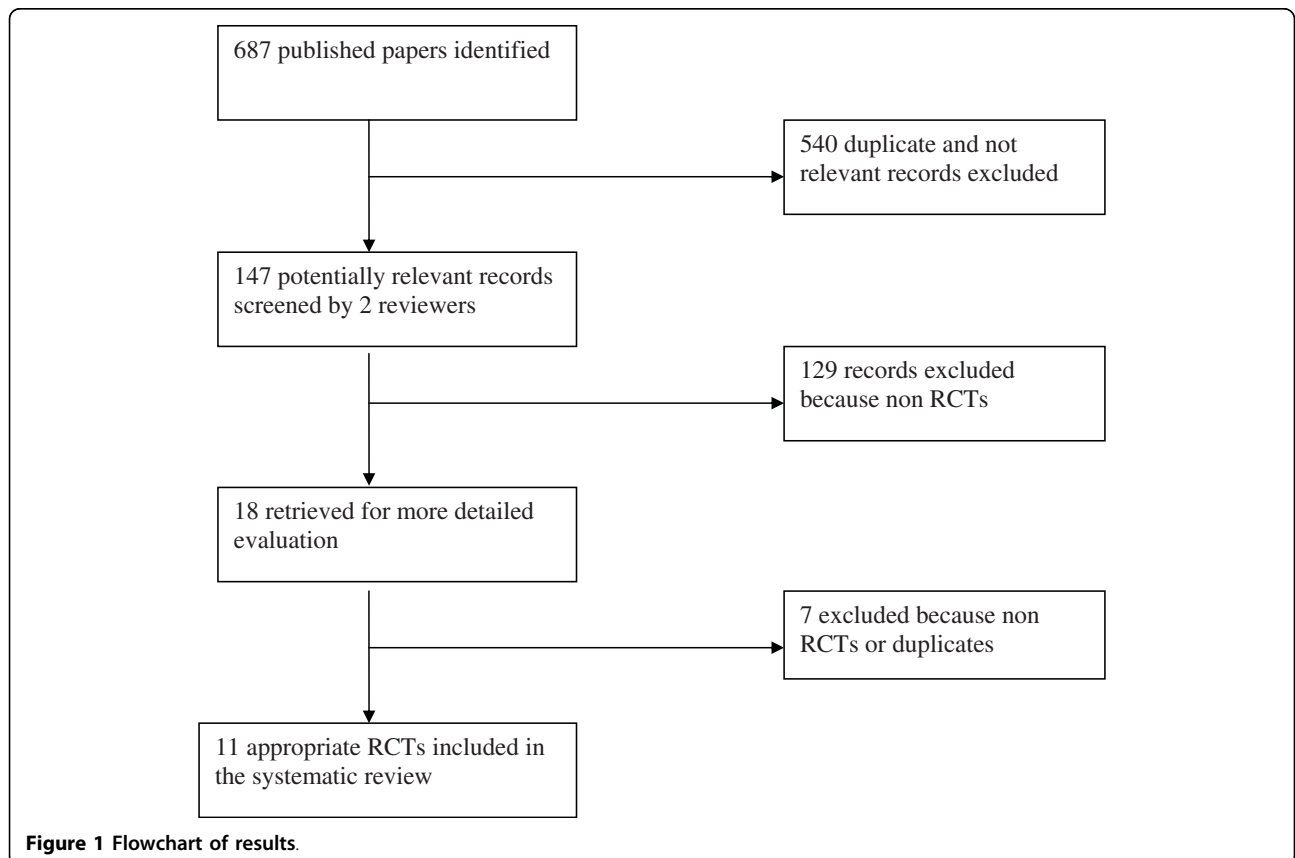 687 published papers identified
540 duplicate and not
relevant records excluded
147 potentially relevant records
screened by 2 reviewers
129 records excluded
because non RCTs
18 retrieved for more detailed
evaluation
7 excluded because non
RCTs or duplicates
11 appropriate RCTs included in
the systematic review
Figure 1 Flowchart of results.